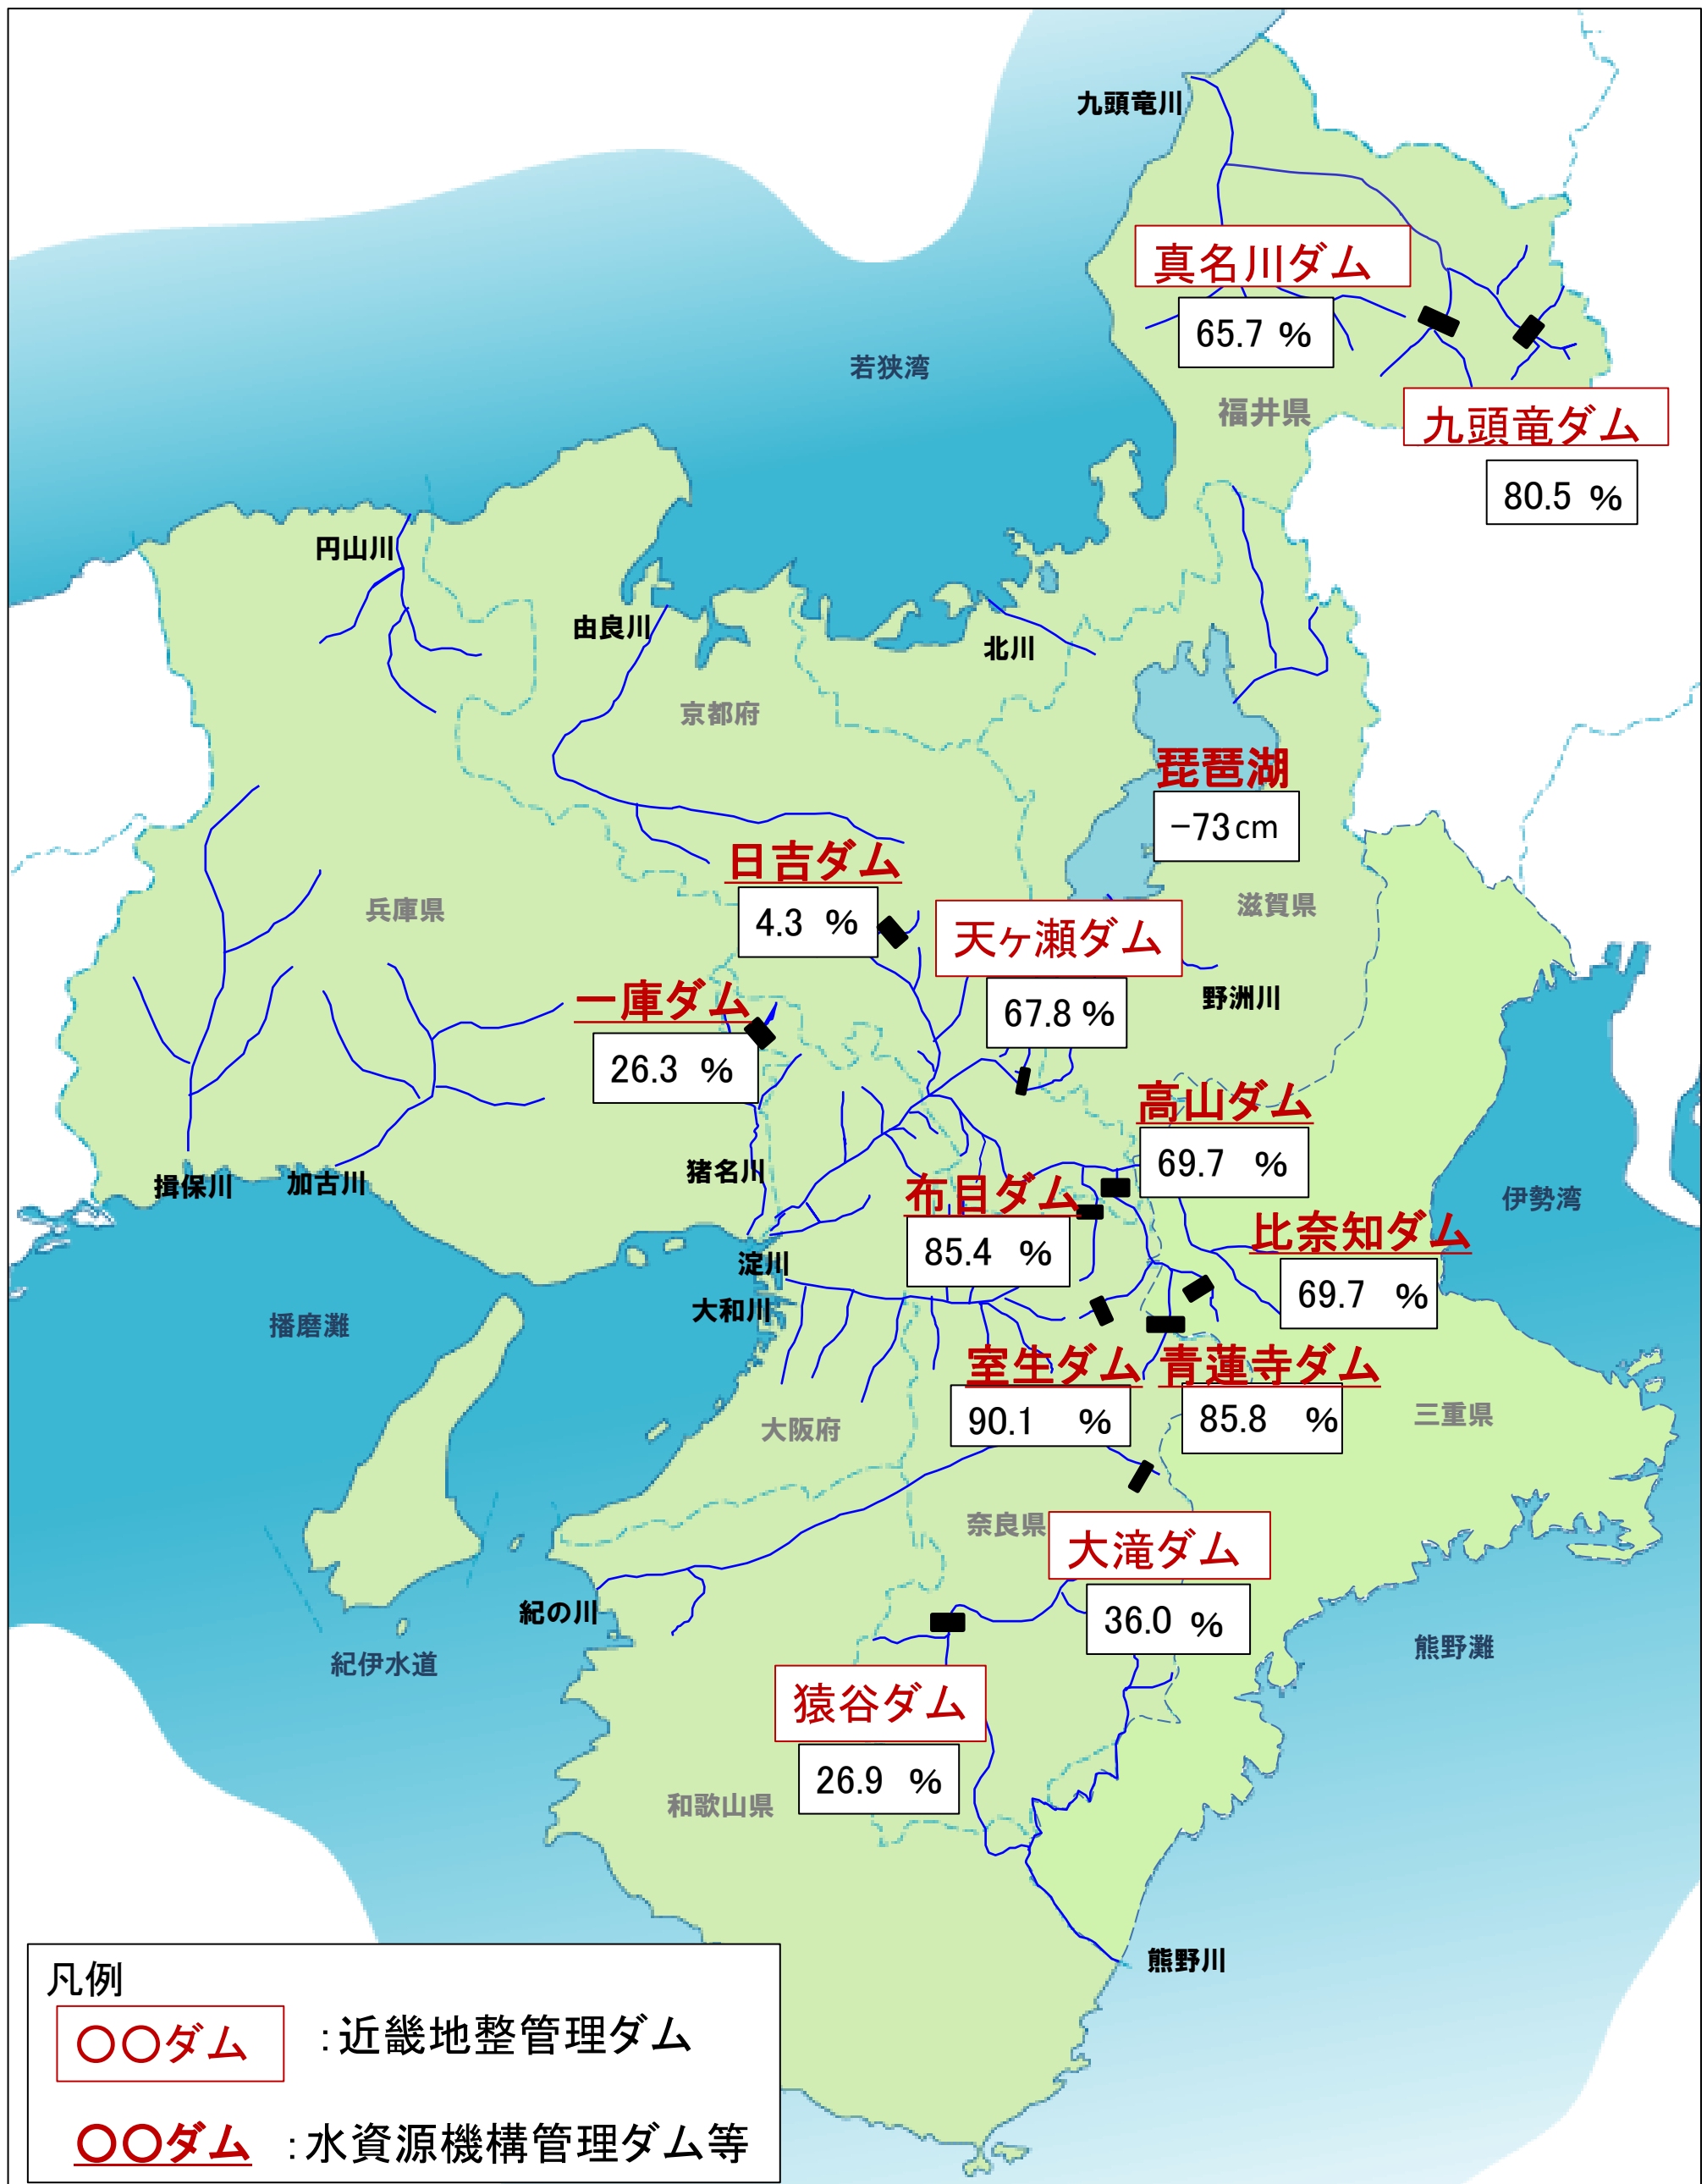 九頭竜川
真名川ダム
65.7 %
若狭湾
福井県
九頭竜ダム
80.5 %
円山川
由良川
北川
京都府
琵琶湖
−73cm
日吉ダム
4.3 %
兵庫県
滋賀県
天ヶ瀬ダム
67.8 %
野洲川
一庫ダム
26.3 %
高山ダム
69.7 %
猪名川
揖保川
加古川
布目ダム
85.4 %
伊勢湾
比奈知ダム
69.7 %
淀川
大和川
播磨灘
室生ダム
90.1 %
青蓮寺ダム
85.8 %
三重県
大阪府
奈良県
大滝ダム
36.0 %
紀の川
紀伊水道
熊野灘
猿谷ダム
26.9 %
和歌山県
熊野川
凡例
〇〇ダム :近畿地整管理ダム
〇〇ダム :水資源機構管理ダム等